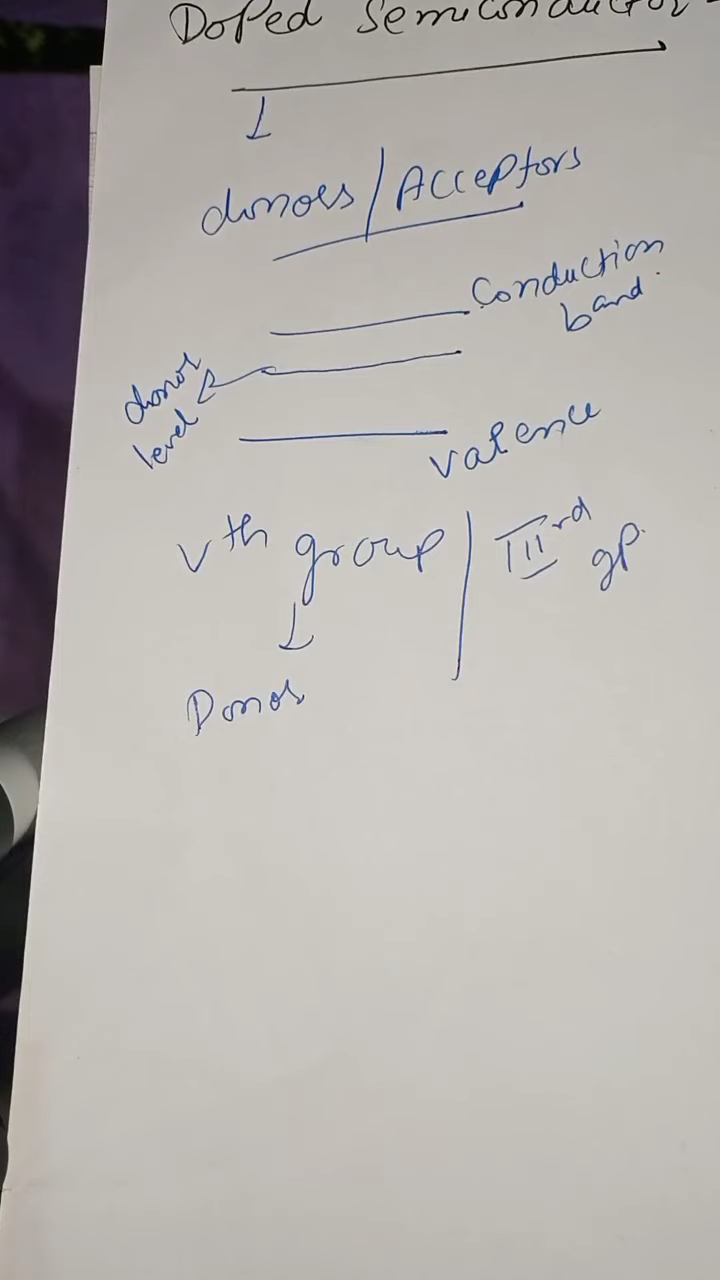 Doped Semiconductor
donors / Acceptors
Conduction
band.
donor
level
valence
Vth group / IIIrd
gp.
Donor